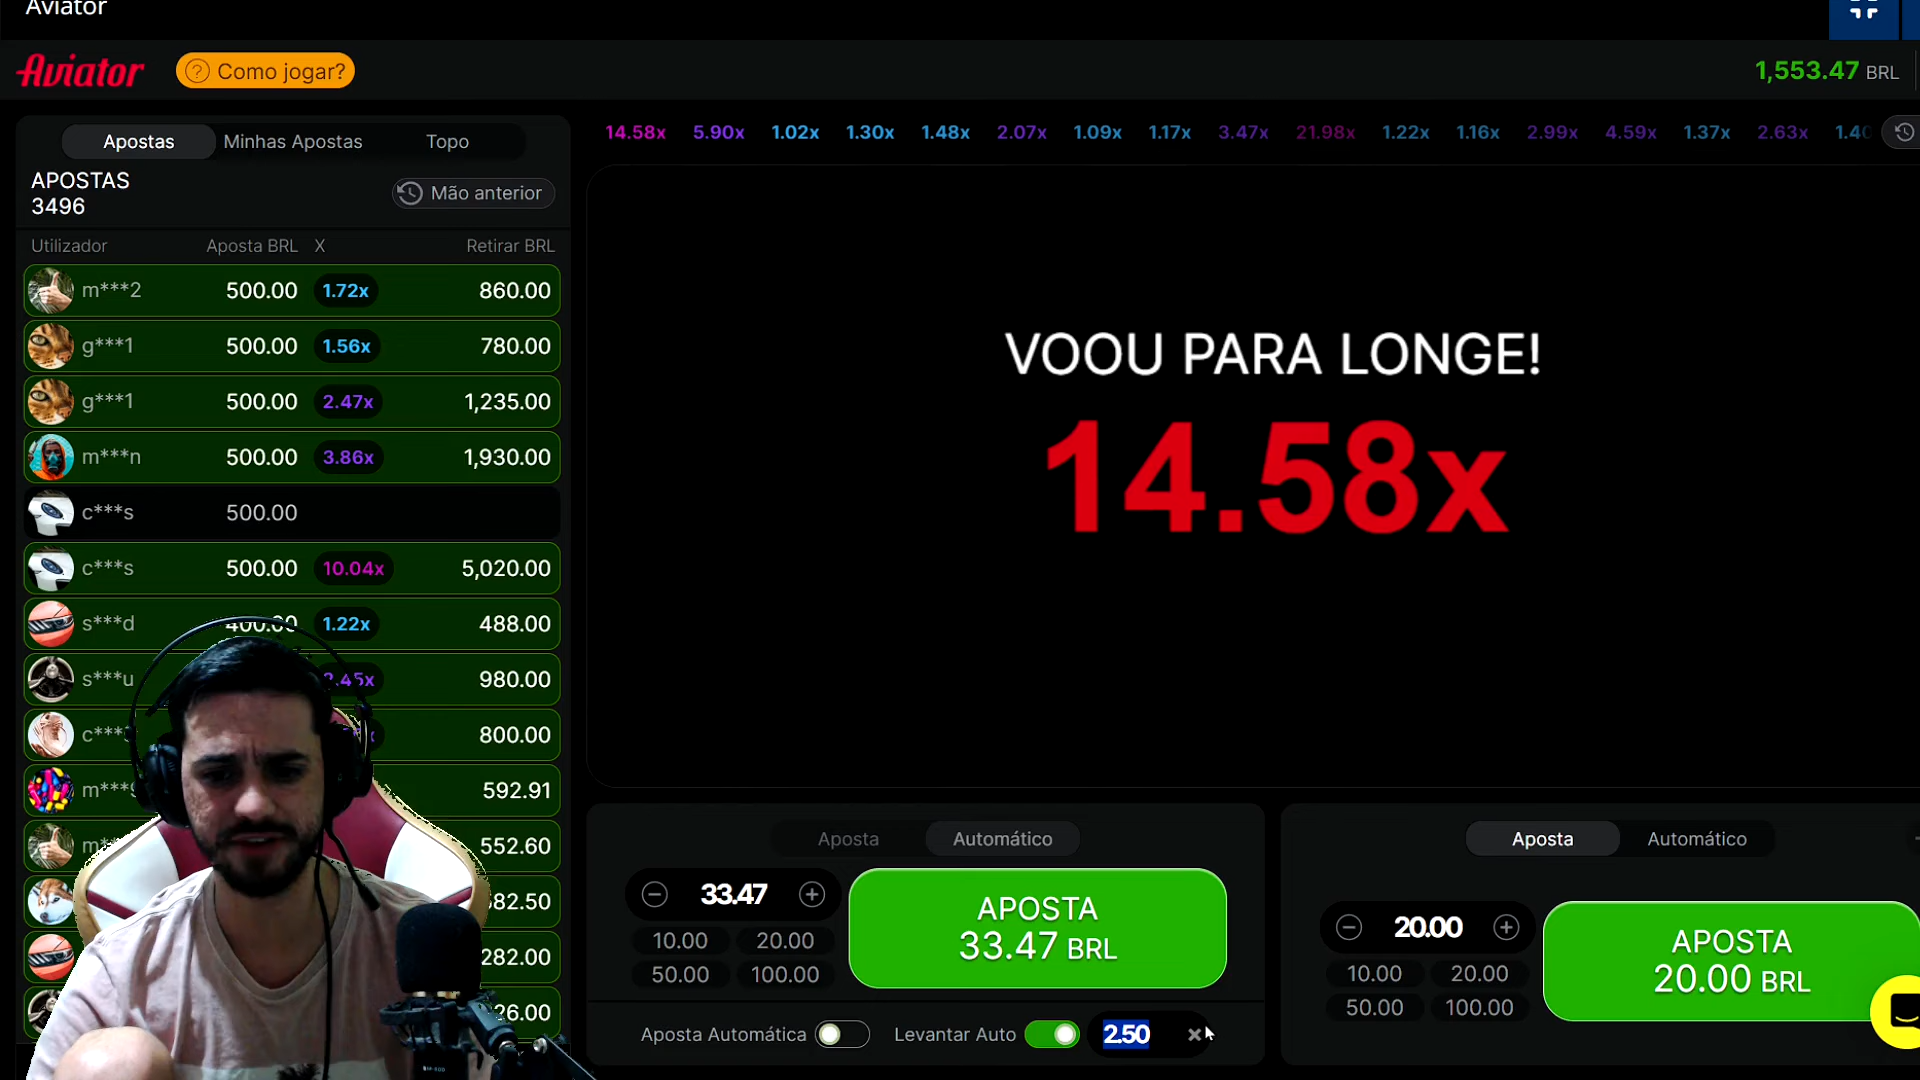 Aviator
Aviator
? Como jogar?
1,553.47 BRL
Apostas Minhas Apostas Topo
14.58x 5.90x 1.02x 1.30x 1.48x 2.07x 1.09x 1.17x 3.47x 21.98x 1.22x 1.16x 2.99x 4.59x 1.37x 2.63x
APOSTAS
3496
Mão anterior
Utilizador Aposta BRL X Retirar BRL
m***2 500.00 1.72x 860.00
g***1 500.00 1.56x 780.00
g***1 500.00 2.47x 1,235.00
m***n 500.00 3.86x 1,930.00
c***s 500.00
c***s 500.00 10.04x 5,020.00
s***d 400.00 1.22x 488.00
s***u 980.00
800.00
592.91
552.60
282.00
VOOU PARA LONGE!
14.58x
Aposta Automático
33.47
10.00 20.00
50.00 100.00
APOSTA
33.47 BRL
Aposta Automática Levantar Auto 2.50
Aposta Automático
20.00
10.00 20.00
50.00 100.00
APOSTA
20.00 BRL